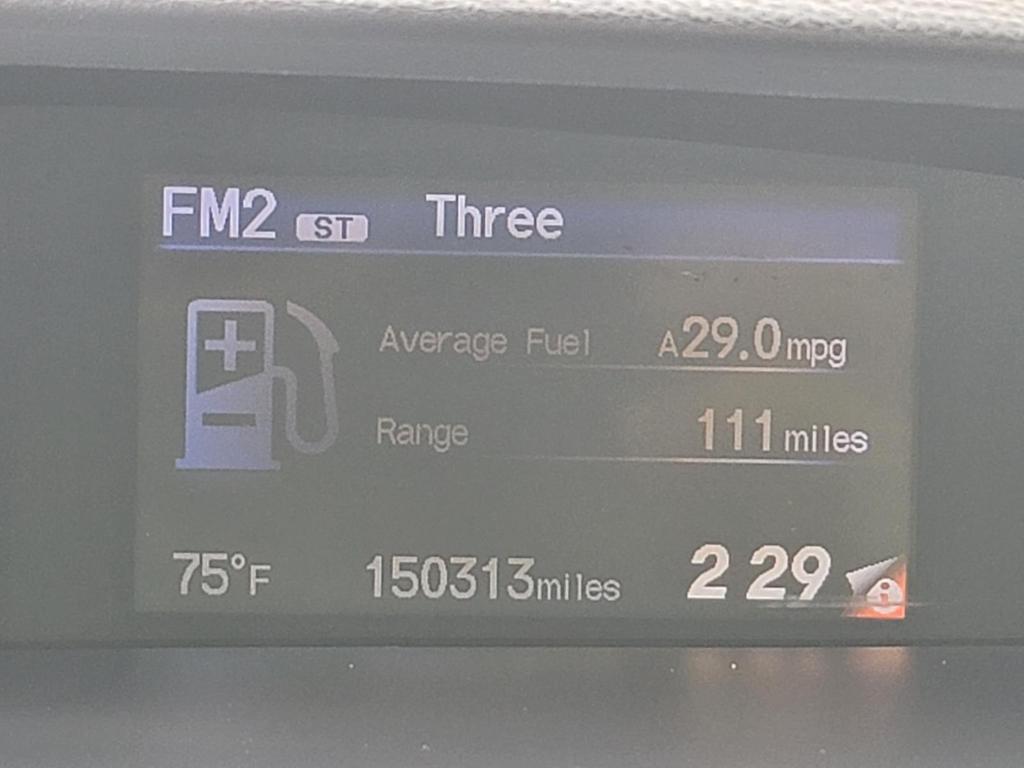 FM2 ST Three
Average Fuel A29.0mpg
Range 111miles
75°F 150313miles 2 29